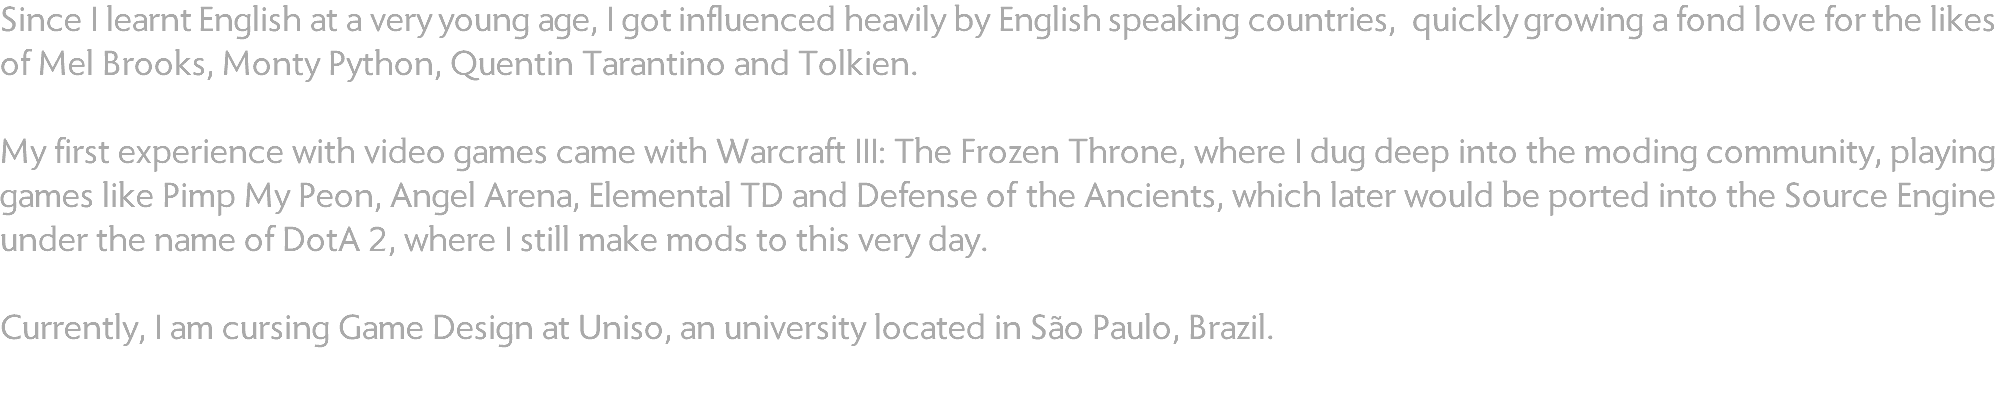 Since I learnt English at a very young age, I got influenced heavily by English speaking countries,  quickly growing a fond love for the likes
of Mel Brooks, Monty Python, Quentin Tarantino and Tolkien.
My first experience with video games came with Warcraft III: The Frozen Throne, where I dug deep into the moding community, playing
games like Pimp My Peon, Angel Arena, Elemental TD and Defense of the Ancients, which later would be ported into the Source Engine
under the name of DotA 2, where I still make mods to this very day.
Currently, I am cursing Game Design at Uniso, an university located in São Paulo, Brazil.